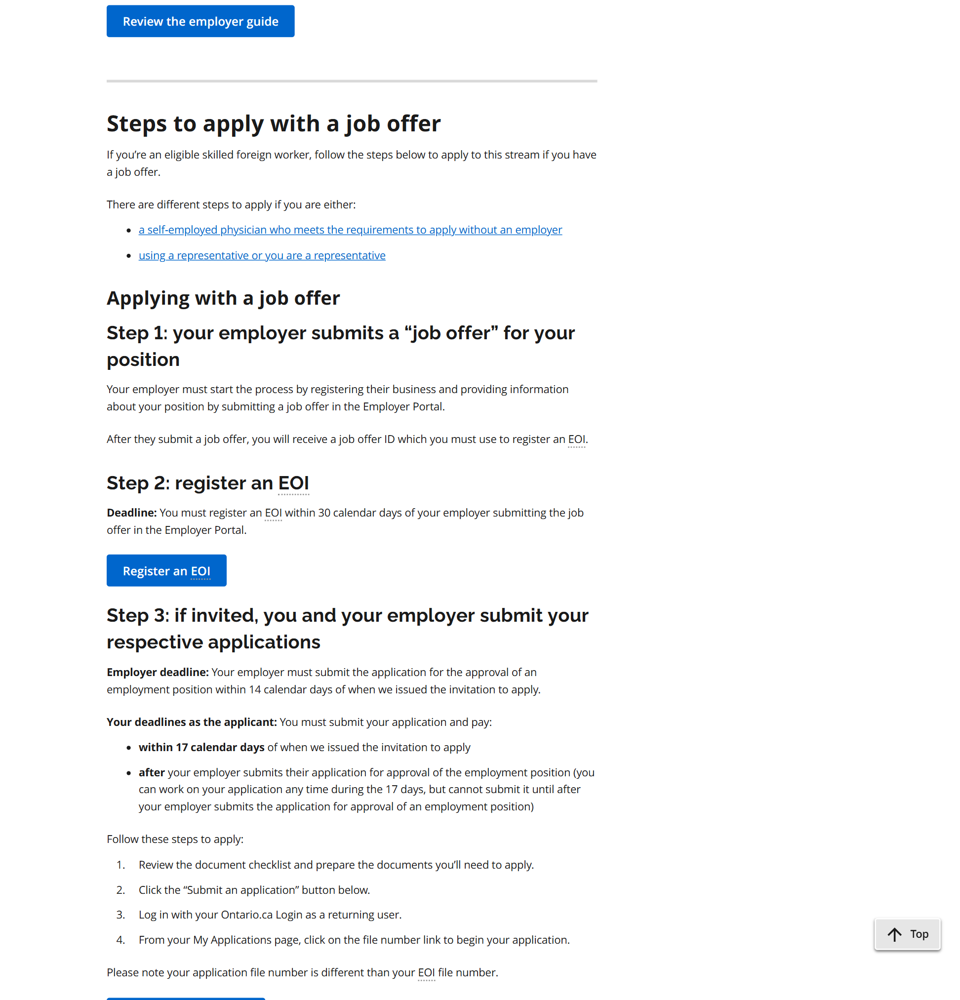 Review the employer guide
Steps to apply with a job offer
If you’re an eligible skilled foreign worker, follow the steps below to apply to this stream if you have
a job offer.
There are different steps to apply if you are either:
• a self-employed physician who meets the requirements to apply without an employer
• using a representative or you are a representative
Applying with a job offer
Step 1: your employer submits a “job offer” for your
position
Your employer must start the process by registering their business and providing information
about your position by submitting a job offer in the Employer Portal.
After they submit a job offer, you will receive a job offer ID which you must use to register an EOI.
Step 2: register an EOI
Deadline: You must register an EOI within 30 calendar days of your employer submitting the job
offer in the Employer Portal.
Register an EOI
Step 3: if invited, you and your employer submit your
respective applications
Employer deadline: Your employer must submit the application for the approval of an
employment position within 14 calendar days of when we issued the invitation to apply.
Your deadlines as the applicant: You must submit your application and pay:
• within 17 calendar days of when we issued the invitation to apply
• after your employer submits their application for approval of the employment position (you
can work on your application any time during the 17 days, but cannot submit it until after
your employer submits the application for approval of an employment position)
Follow these steps to apply:
1. Review the document checklist and prepare the documents you’ll need to apply.
2. Click the “Submit an application” button below.
3. Log in with your Ontario.ca Login as a returning user.
4. From your My Applications page, click on the file number link to begin your application.
Top
Please note your application file number is different than your EOI file number.